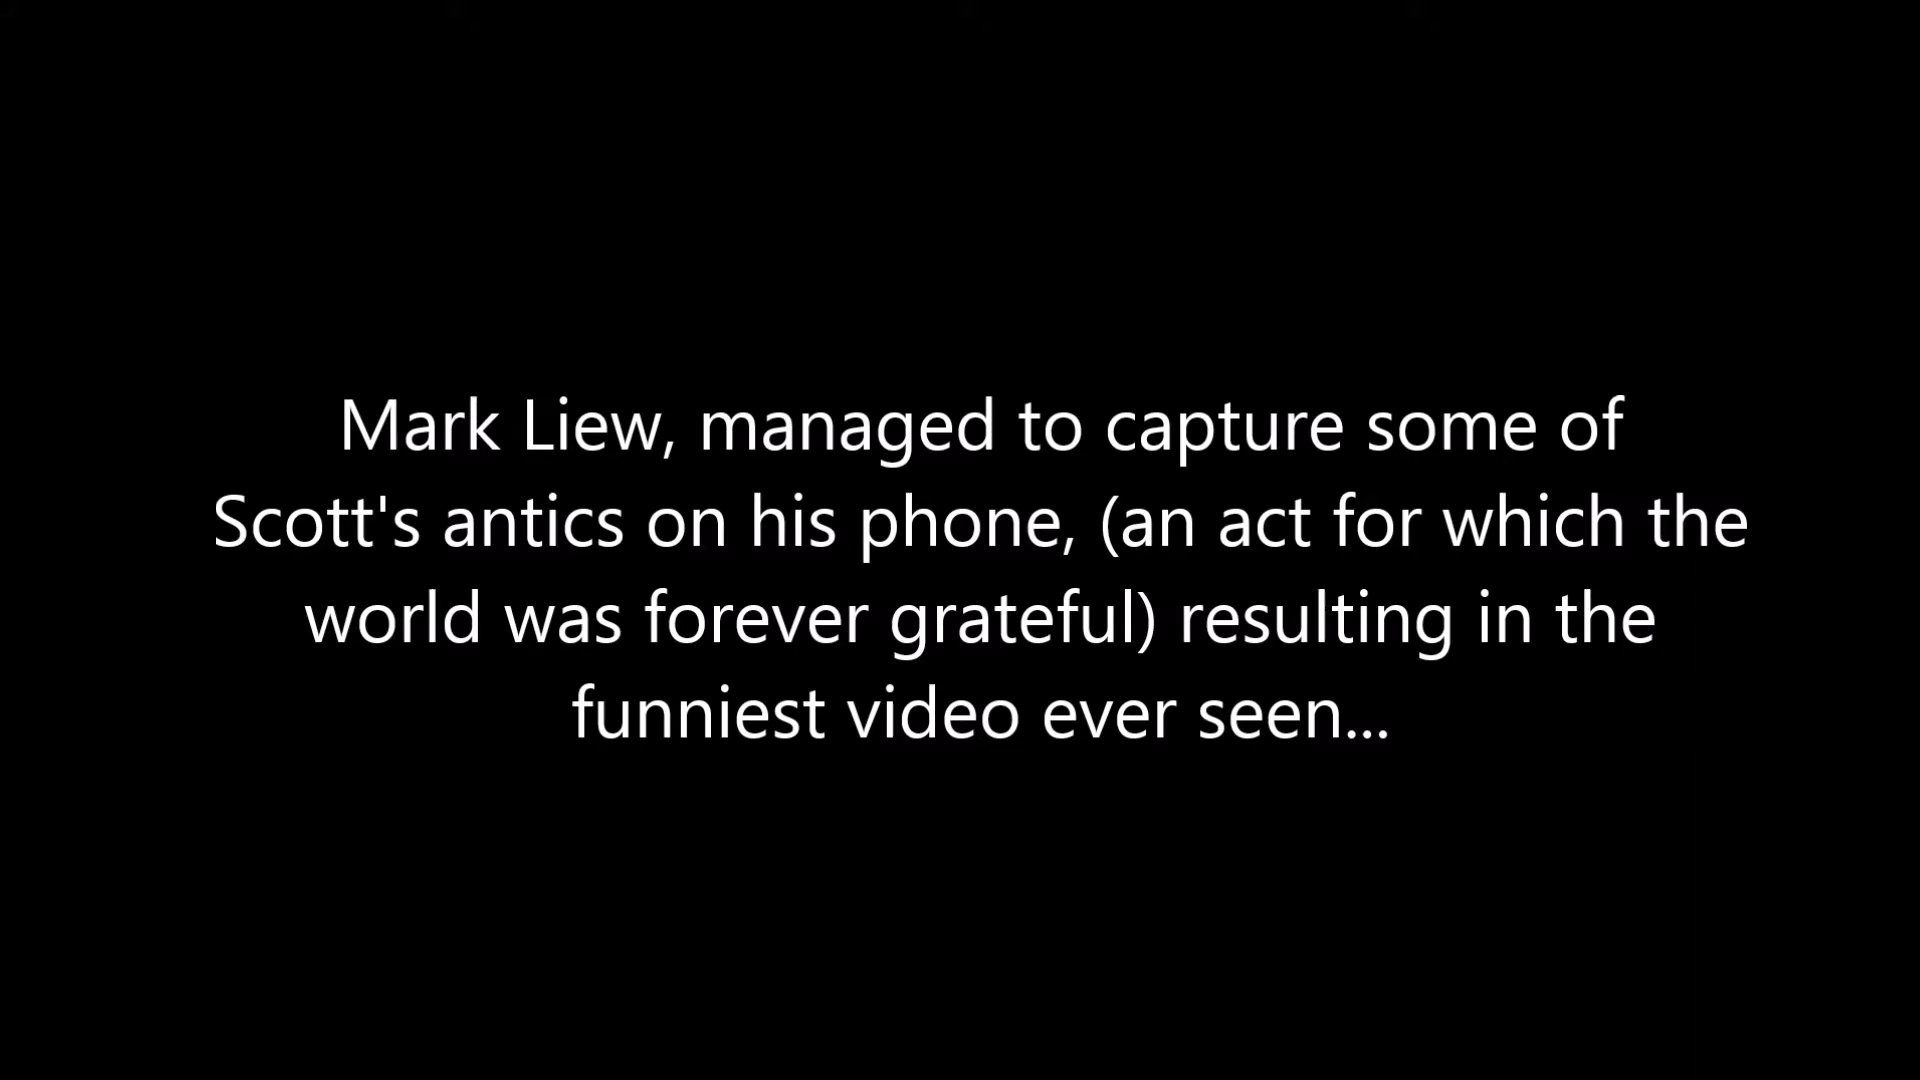 Mark Liew, managed to capture some of
Scott's antics on his phone, (an act for which the
world was forever grateful) resulting in the
funniest video ever seen...